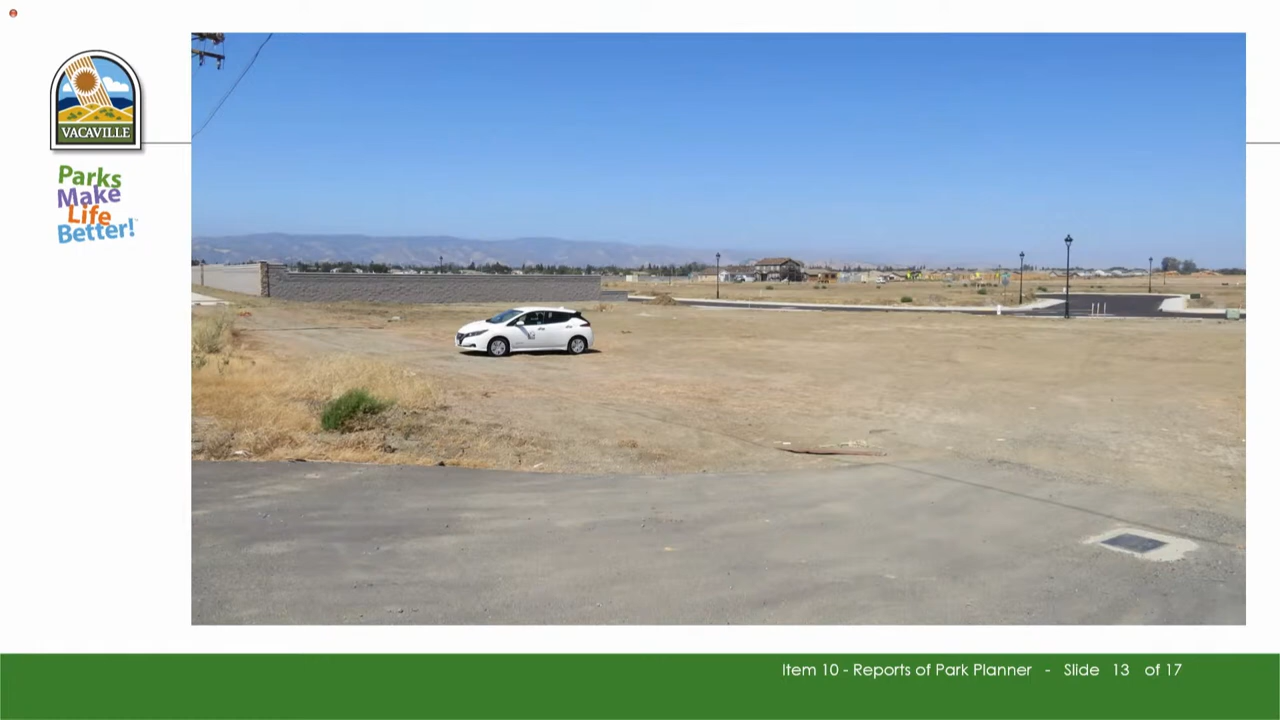 VACAVILLE
Parks
Make
Life
Better!
Item 10 - Reports of Park Planner - Slide 13 of 17